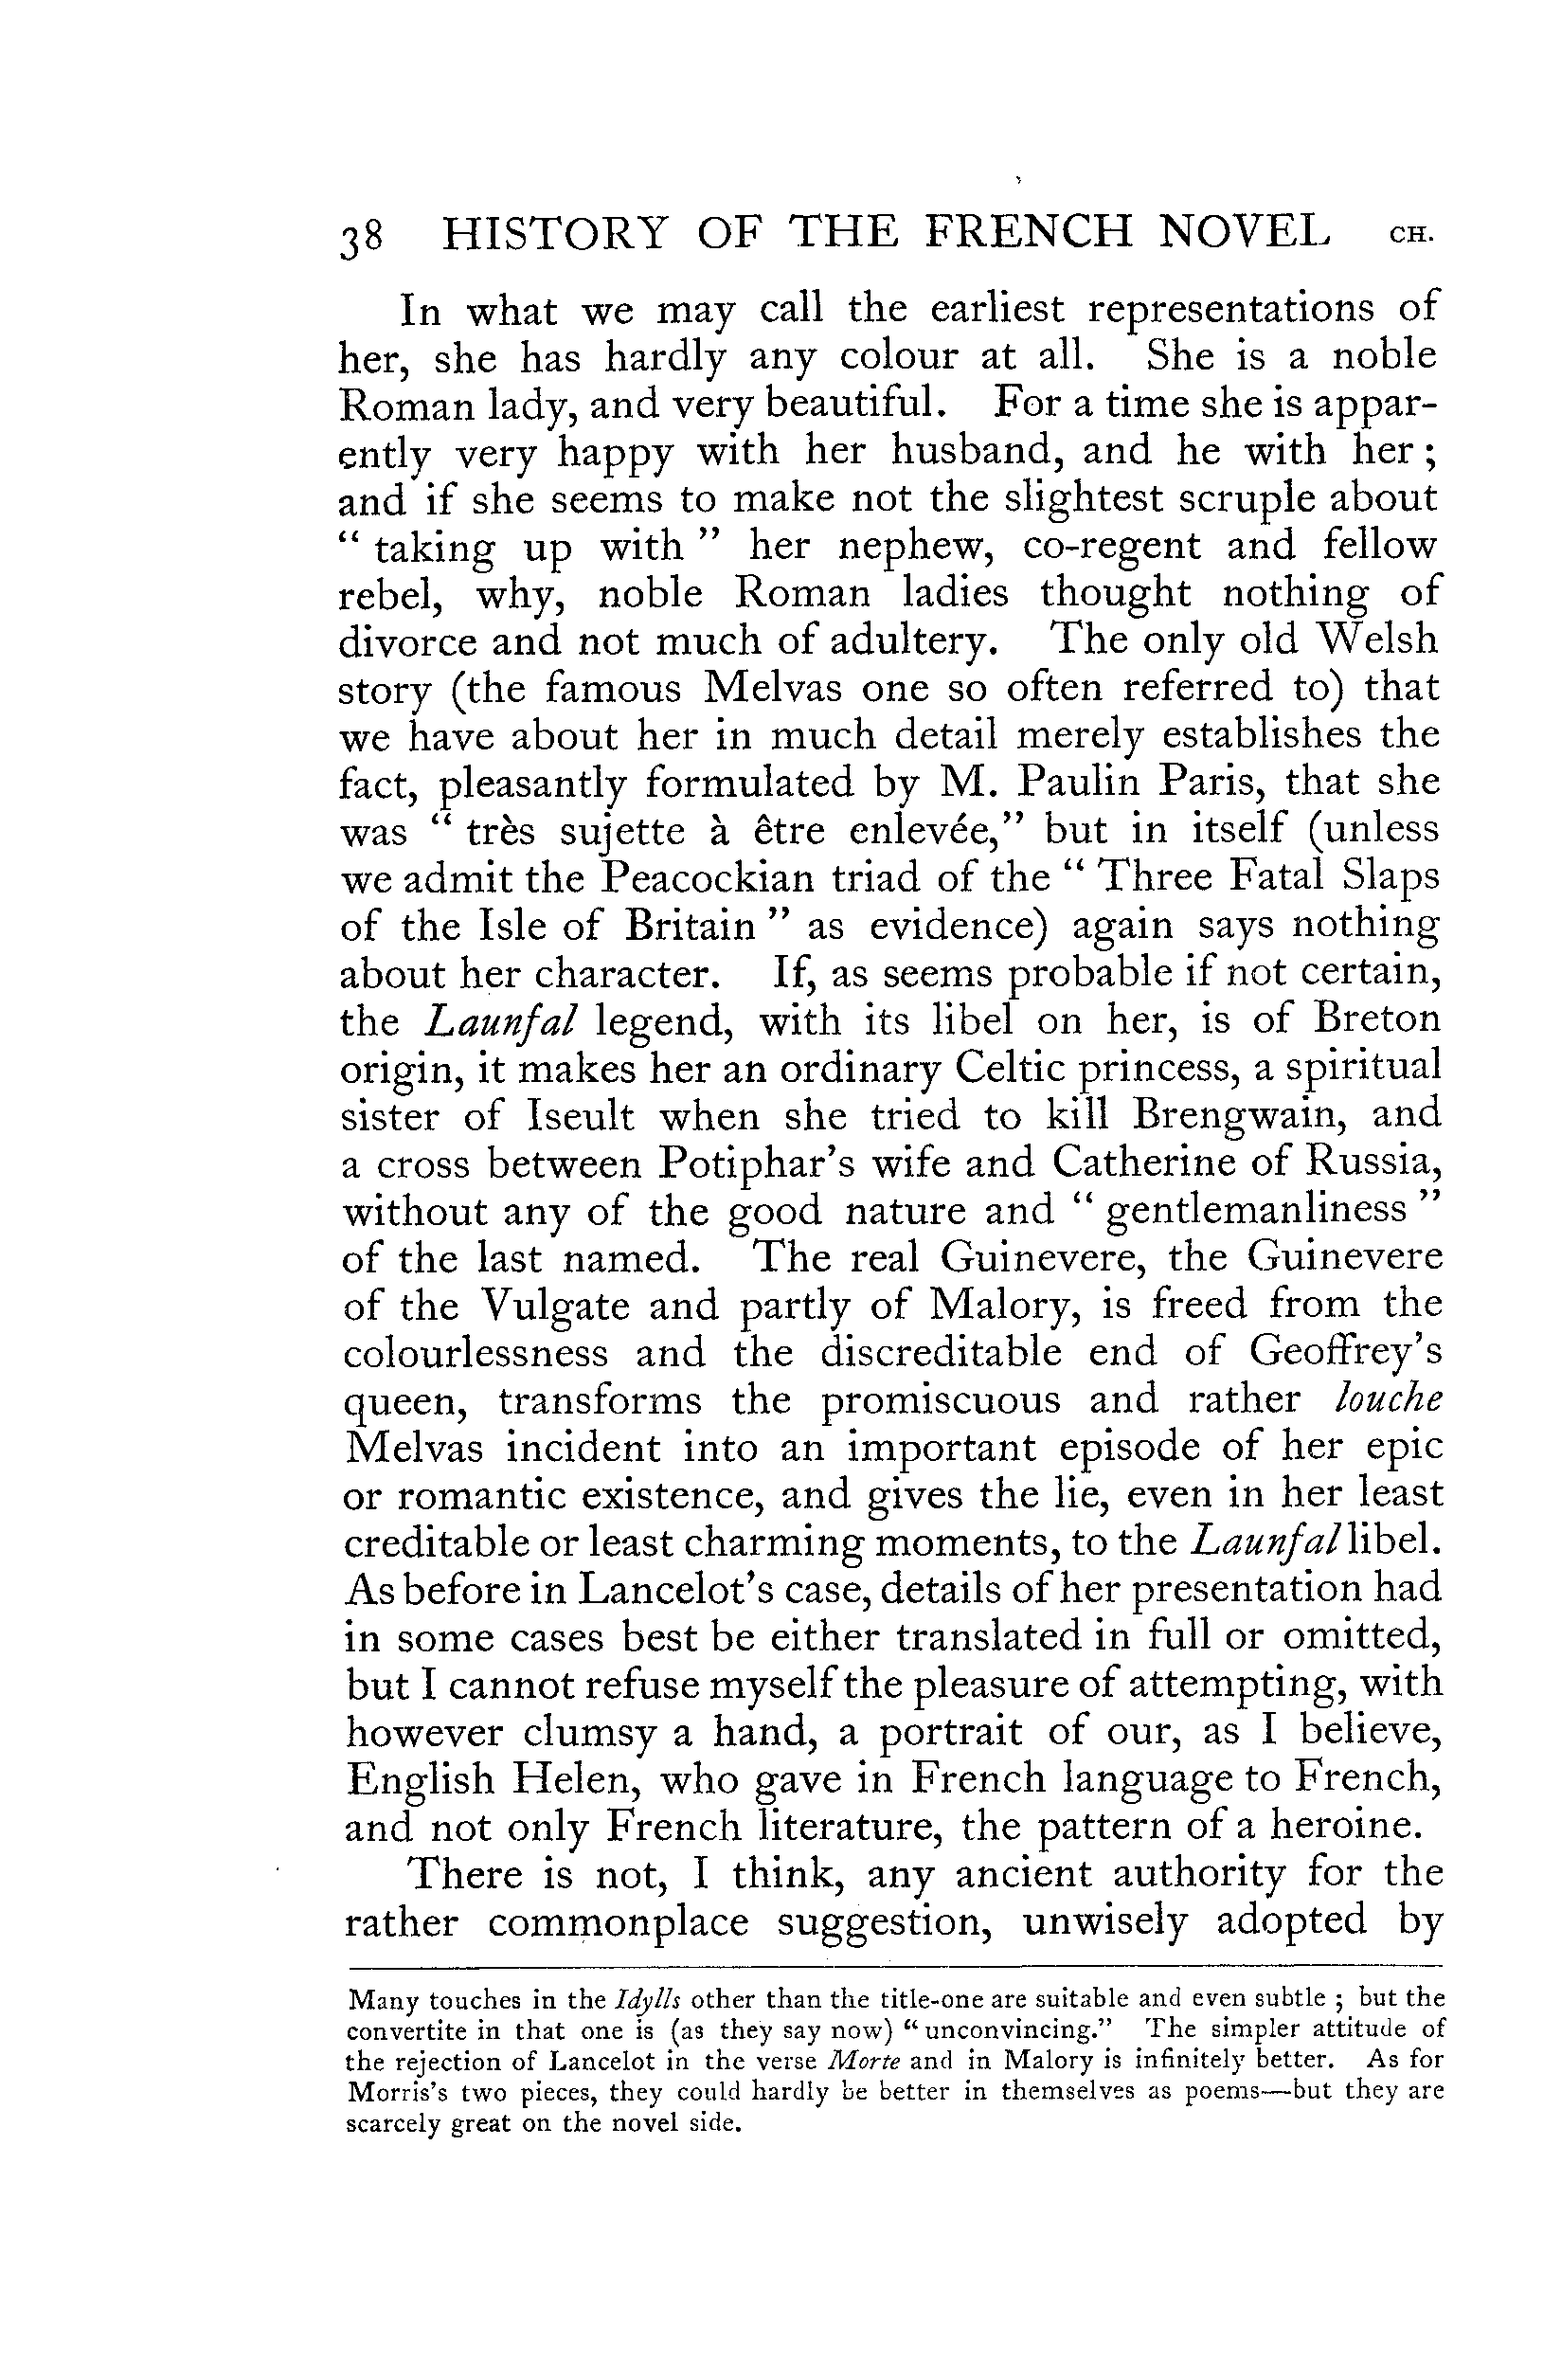 38 HISTORY OF THE FRENCH NOVEL CH.
In what we may call the earliest representations of
her, she has hardly any colour at all. She is a noble
Roman lady, and very beautiful. For a time she is appar-
ently very happy with her husband, and he with her;
and if she seems to make not the slightest scruple about
“ taking up with ” her nephew, co-regent and fellow
rebel, why, noble Roman ladies thought nothing of
divorce and not much of adultery. The only old Welsh
story (the famous Melvas one so often referred to) that
we have about her in much detail merely establishes the
fact, pleasantly formulated by M. Paulin Paris, that she
was “ très sujette à être enlevée,” but in itself (unless
we admit the Peacockian triad of the “ Three Fatal Slaps
of the Isle of Britain ” as evidence) again says nothing
about her character. If, as seems probable if not certain,
the Launfal legend, with its libel on her, is of Breton
origin, it makes her an ordinary Celtic princess, a spiritual
sister of Iseult when she tried to kill Brengwain, and
a cross between Potiphar’s wife and Catherine of Russia,
without any of the good nature and “ gentlemanliness ”
of the last named. The real Guinevere, the Guinevere
of the Vulgate and partly of Malory, is freed from the
colourlessness and the discreditable end of Geoffrey’s
queen, transforms the promiscuous and rather louche
Melvas incident into an important episode of her epic
or romantic existence, and gives the lie, even in her least
creditable or least charming moments, to the Launfal libel.
As before in Lancelot’s case, details of her presentation had
in some cases best be either translated in full or omitted,
but I cannot refuse myself the pleasure of attempting, with
however clumsy a hand, a portrait of our, as I believe,
English Helen, who gave in French language to French,
and not only French literature, the pattern of a heroine.
There is not, I think, any ancient authority for the
rather commonplace suggestion, unwisely adopted by
Many touches in the Idylls other than the title-one are suitable and even subtle ; but the
convertite in that one is (as they say now) “ unconvincing.” The simpler attitude of
the rejection of Lancelot in the verse Morte and in Malory is infinitely better. As for
Morris’s two pieces, they could hardly be better in themselves as poems—but they are
scarcely great on the novel side.